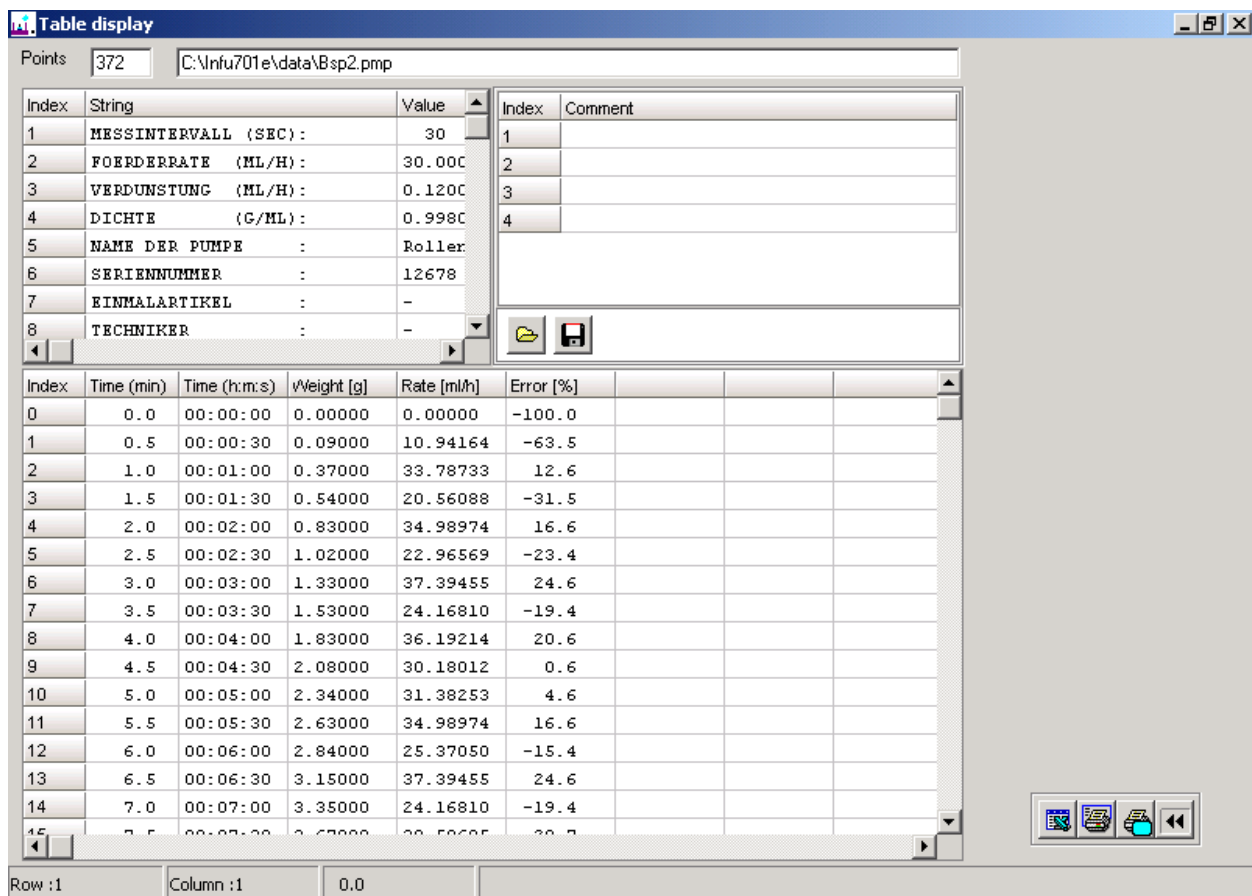 Table display
Points 372 C:\Infu701e\data\Bsp2.pmp
Index String Value
1 MESSINTERVALL (SEC): 30
2 FOERDERRATE (ML/H): 30.000
3 VERDUNSTUNG (ML/H): 0.1200
4 DICHTE (G/ML): 0.9980
5 NAME DER PUMPE : Roller
6 SERIENNUMMER : 12678
7 EINMALARTIKEL : -
8 TECHNIKER : -
Index Comment
1
2
3
4
Index Time (min) Time (h:m:s) Weight [g] Rate [ml/h] Error [%]
0 0.0 00:00:00 0.00000 0.00000 -100.0
1 0.5 00:00:30 0.09000 10.94164 -63.5
2 1.0 00:01:00 0.37000 33.78733 12.6
3 1.5 00:01:30 0.54000 20.56088 -31.5
4 2.0 00:02:00 0.83000 34.98974 16.6
5 2.5 00:02:30 1.02000 22.96569 -23.4
6 3.0 00:03:00 1.33000 37.39455 24.6
7 3.5 00:03:30 1.53000 24.16810 -19.4
8 4.0 00:04:00 1.83000 36.19214 20.6
9 4.5 00:04:30 2.08000 30.18012 0.6
10 5.0 00:05:00 2.34000 31.38253 4.6
11 5.5 00:05:30 2.63000 34.98974 16.6
12 6.0 00:06:00 2.84000 25.37050 -15.4
13 6.5 00:06:30 3.15000 37.39455 24.6
14 7.0 00:07:00 3.35000 24.16810 -19.4
Row :1 Column :1 0.0